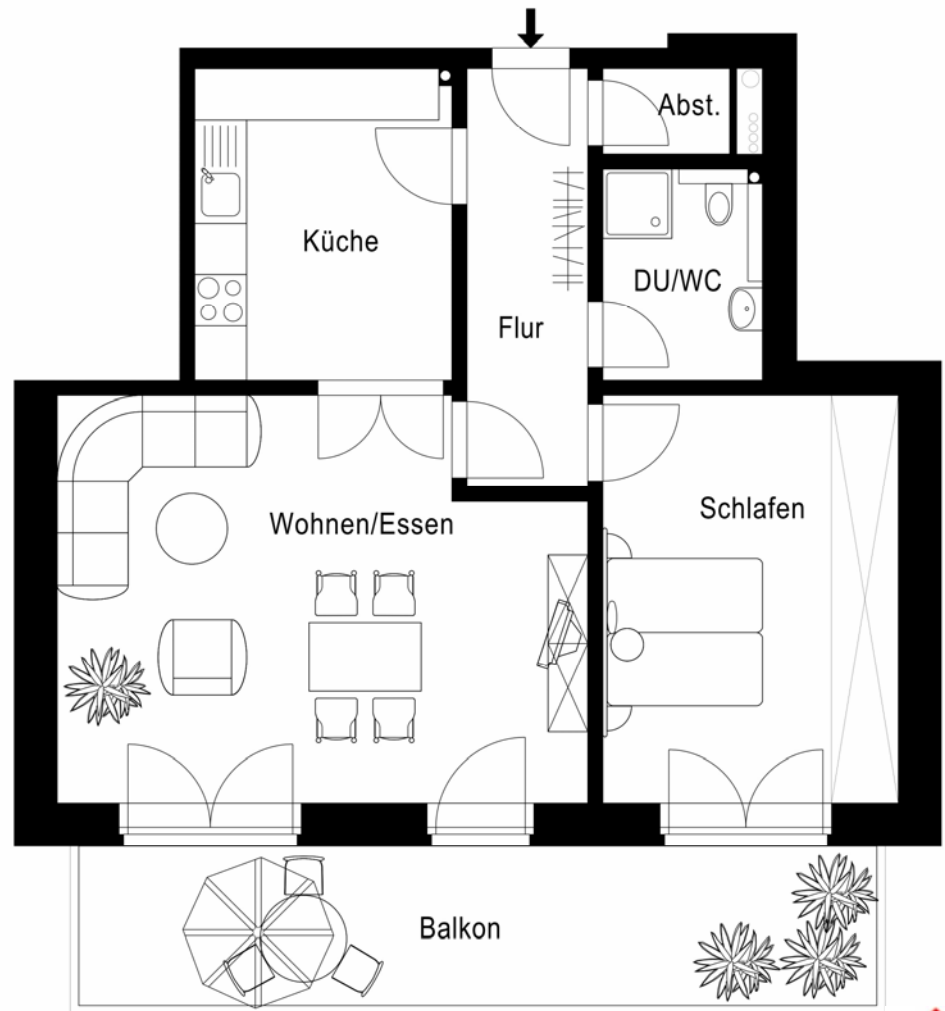 Abst.
Küche
DU/WC
Flur
Schlafen
Wohnen/Essen
Balkon